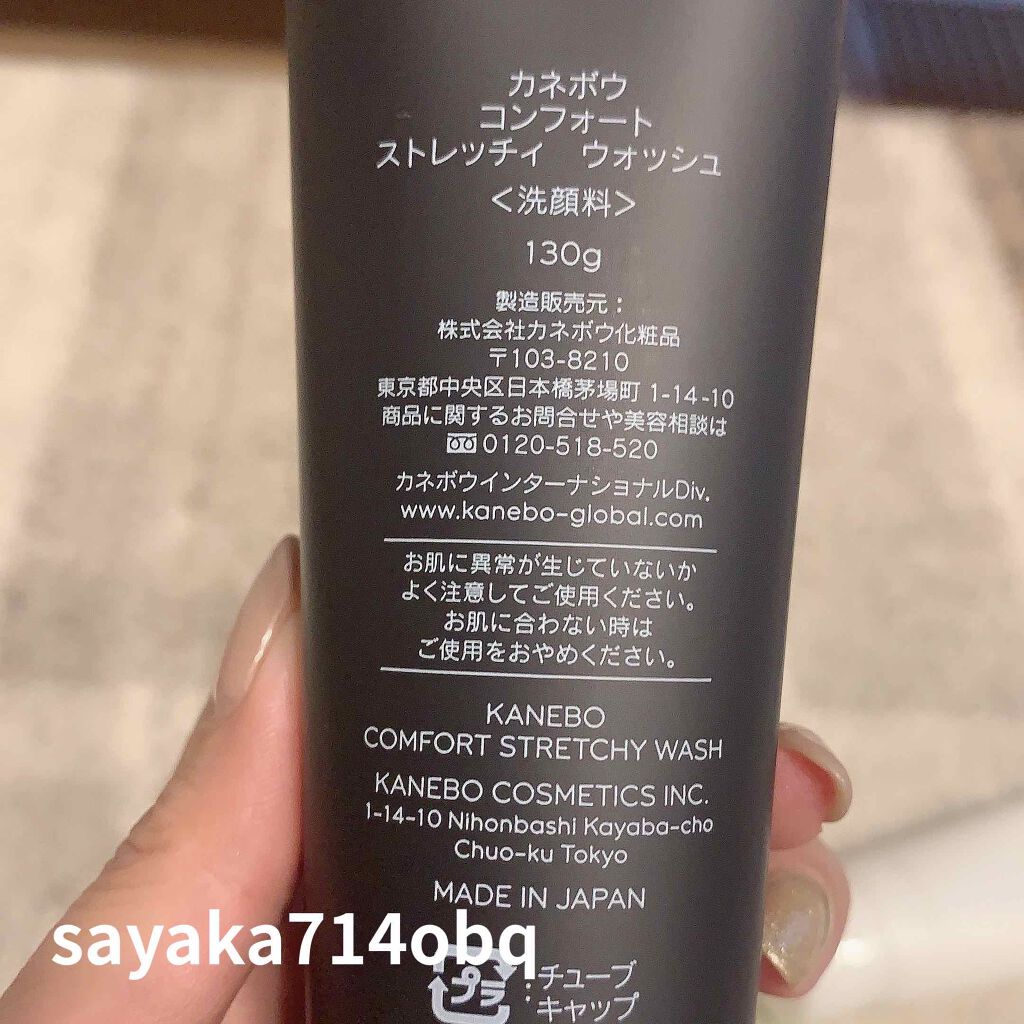 カネボウ
コンフォート
ストレッチィ ウォッシュ
<洗顔料>
130g
製造販売元:
株式会社カネボウ化粧品
〒103-8210
東京都中央区日本橋茅場町 1-14-10
商品に関するお問合せや美容相談は
0120-518-520
カネボウインターナショナルDiv.
www.kanebo-global.com
お肌に異常が生じていないか
よく注意してご使用ください。
お肌に合わない時は
ご使用をおやめください。
KANEBO
COMFORT STRETCHY WASH
KANEBO COSMETICS INC.
1-14-10 Nihonbashi Kayaba-cho
Chuo-ku Tokyo
MADE IN JAPAN
sayaka714obq
プラ:チューブ
キャップ